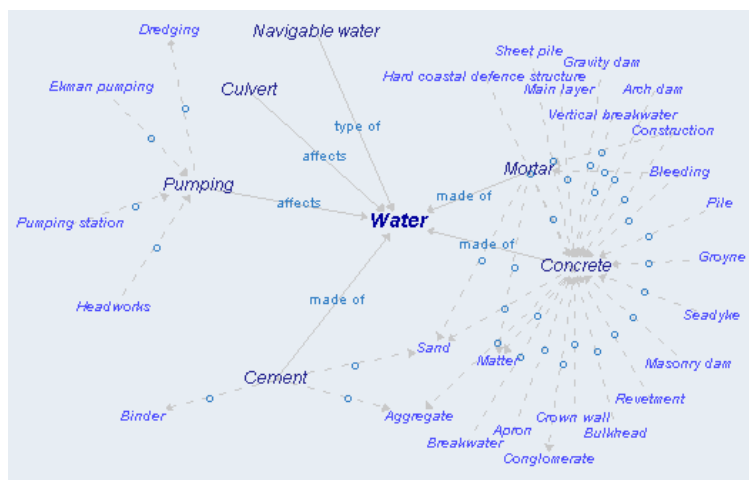 Dredging
Navigable water
Sheet pile
Gravity dam
Hard coastal defence structure
Ekman pumping
Culvert
Main layer
Arch dam
Vertical breakwater
type of
Construction
affects
Mortar
Bleeding
Pumping
affects
made of
Pile
Pumping station
Water
made of
Groyne
Concrete
made of
Headworks
Seadyke
Sand
Matter
Masonry dam
Cement
Revetment
Binder
Aggregate
Crown wall
Apron
Bulkhead
Breakwater
Conglomerate